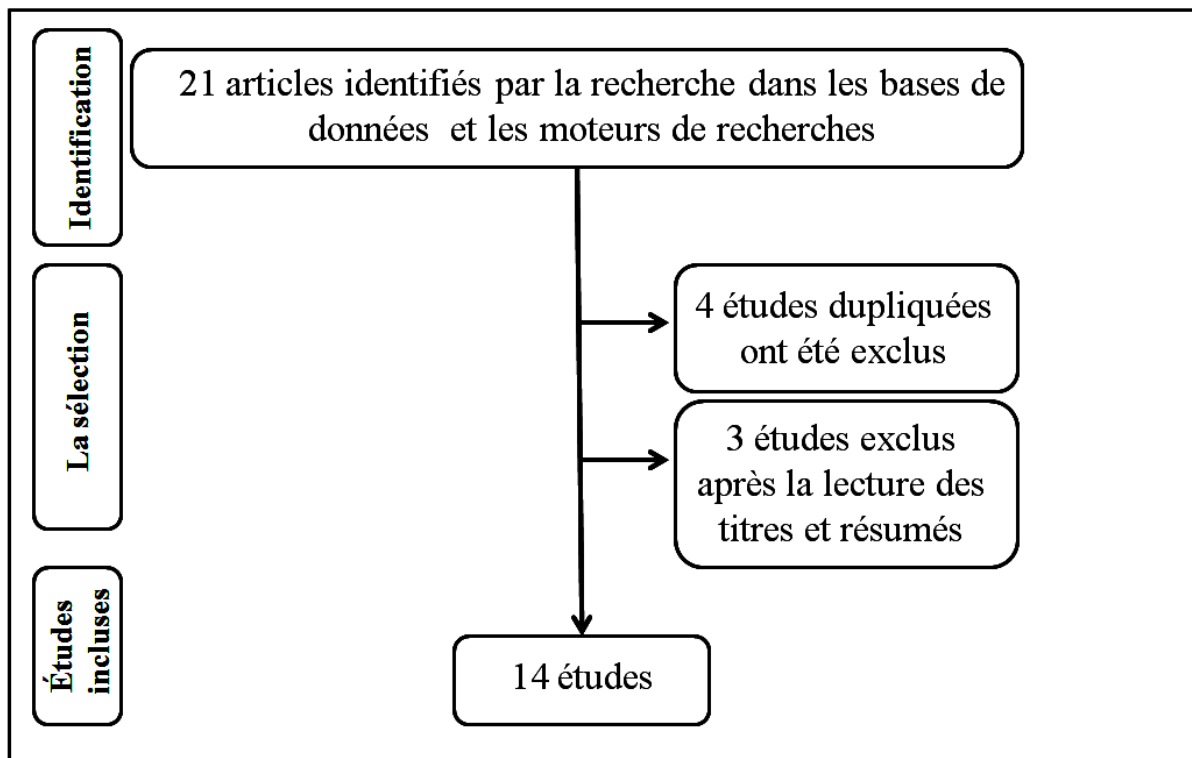 Identification
21 articles identifiés par la recherche dans les bases de
données et les moteurs de recherches
La sélection
4 études dupliquées
ont été exclus
3 études exclus
après la lecture des
titres et résumés
Études
incluses
14 études